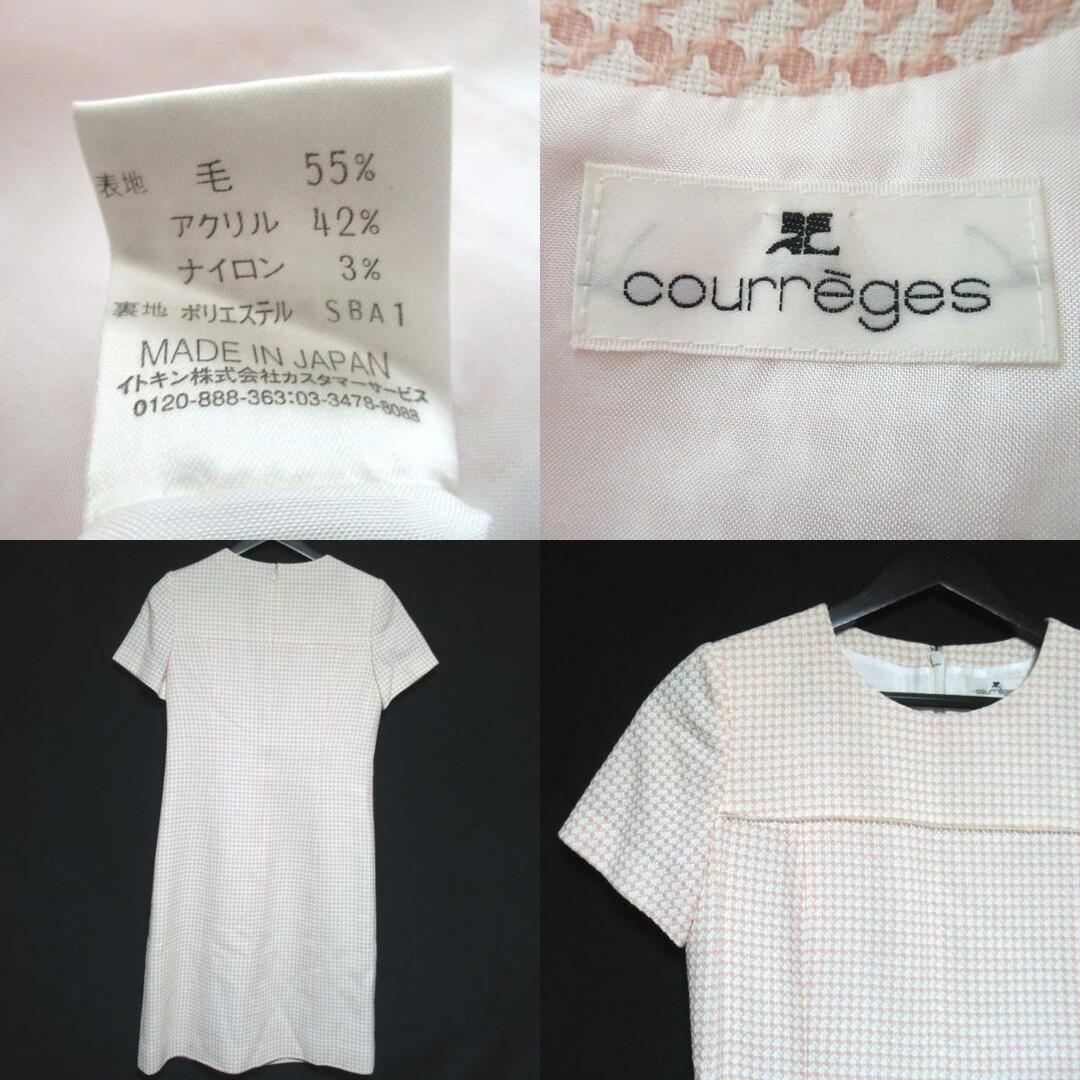 表地 毛 55%
アクリル 42%
ナイロン 3%
裏地 ポリエステル SBA1
MADE IN JAPAN
イトキン株式会社カスタマーサービス
0120-888-363:03-3478-8088
courrèges
courrèges